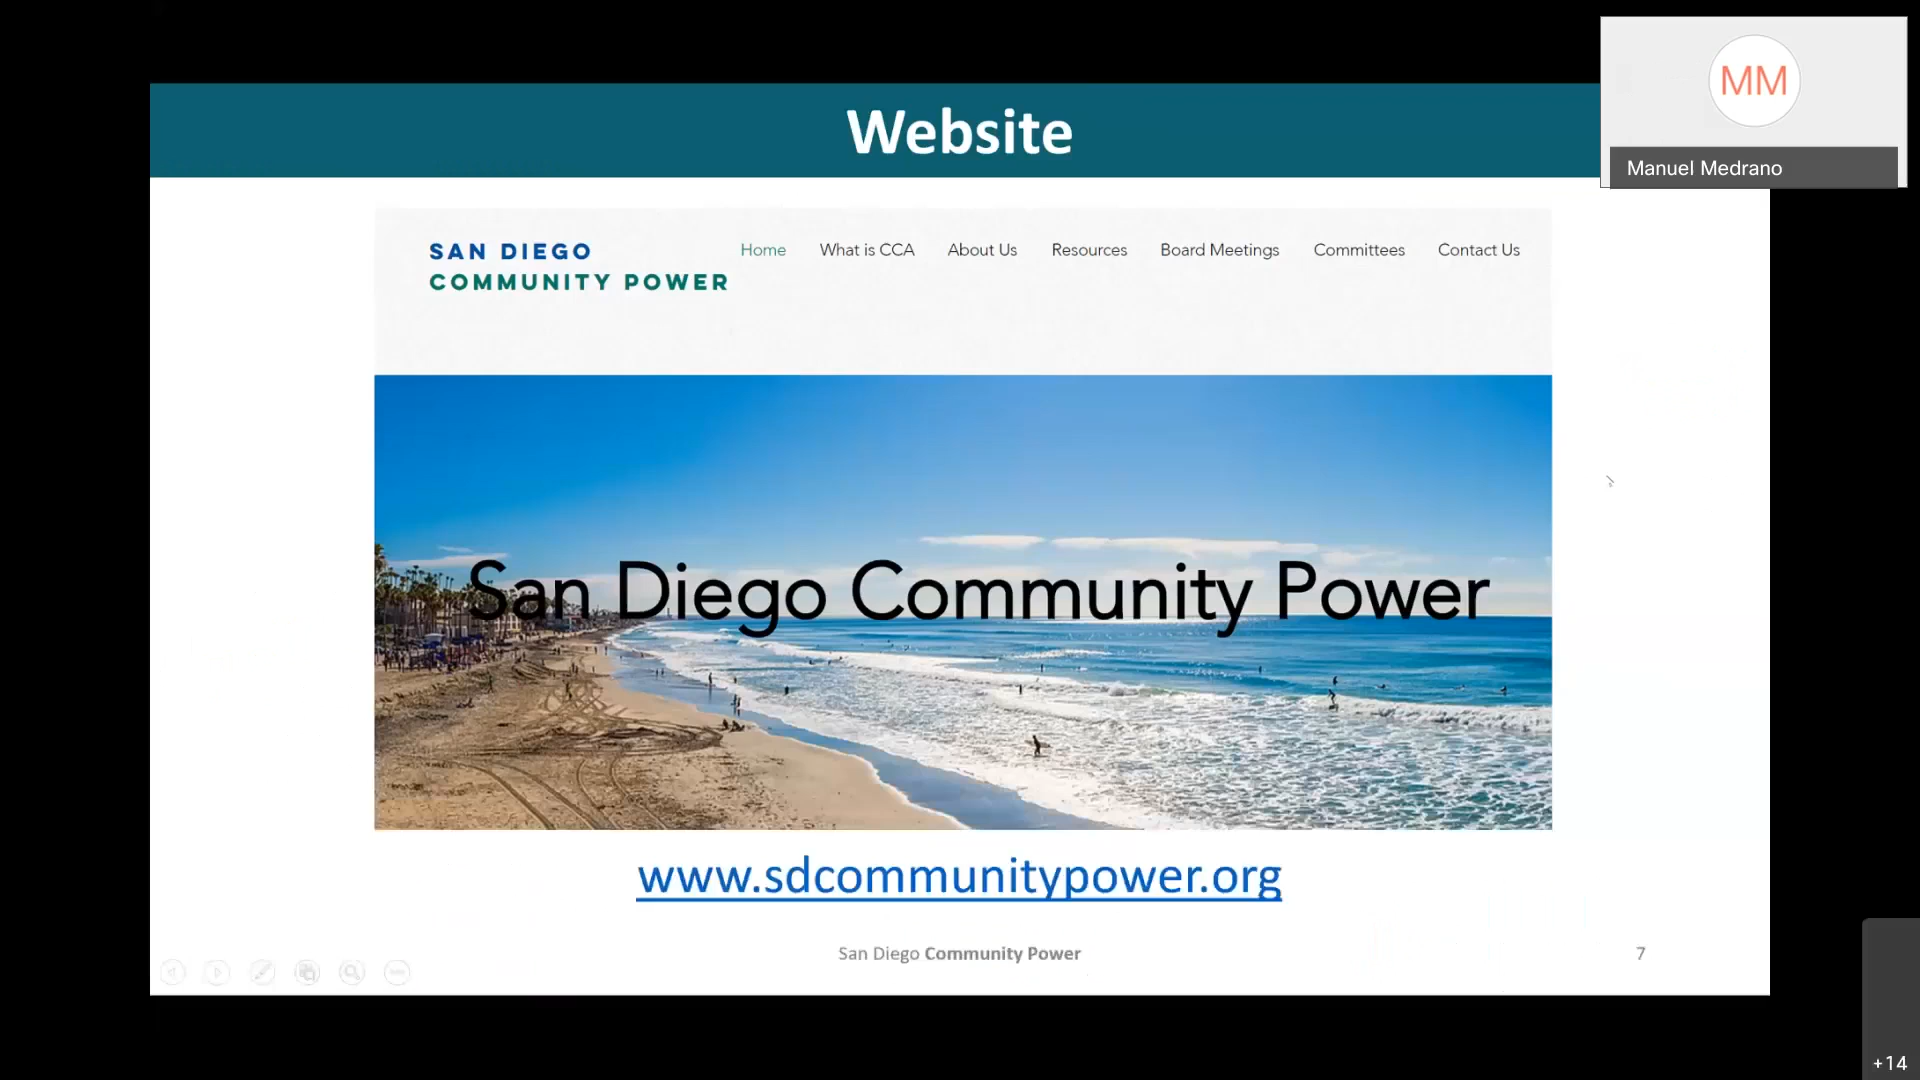 Website
MM
Manuel Medrano
SAN DIEGO
COMMUNITY POWER
Home What is CCA About Us Resources Board Meetings Committees Contact Us
San Diego Community Power
www.sdcommunitypower.org
San Diego Community Power
7
+14